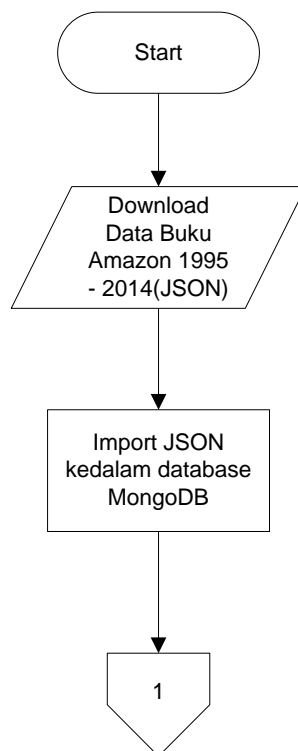 Start
Download
Data Buku
Amazon 1995
- 2014(JSON)
Import JSON
kedalam database
MongoDB
1